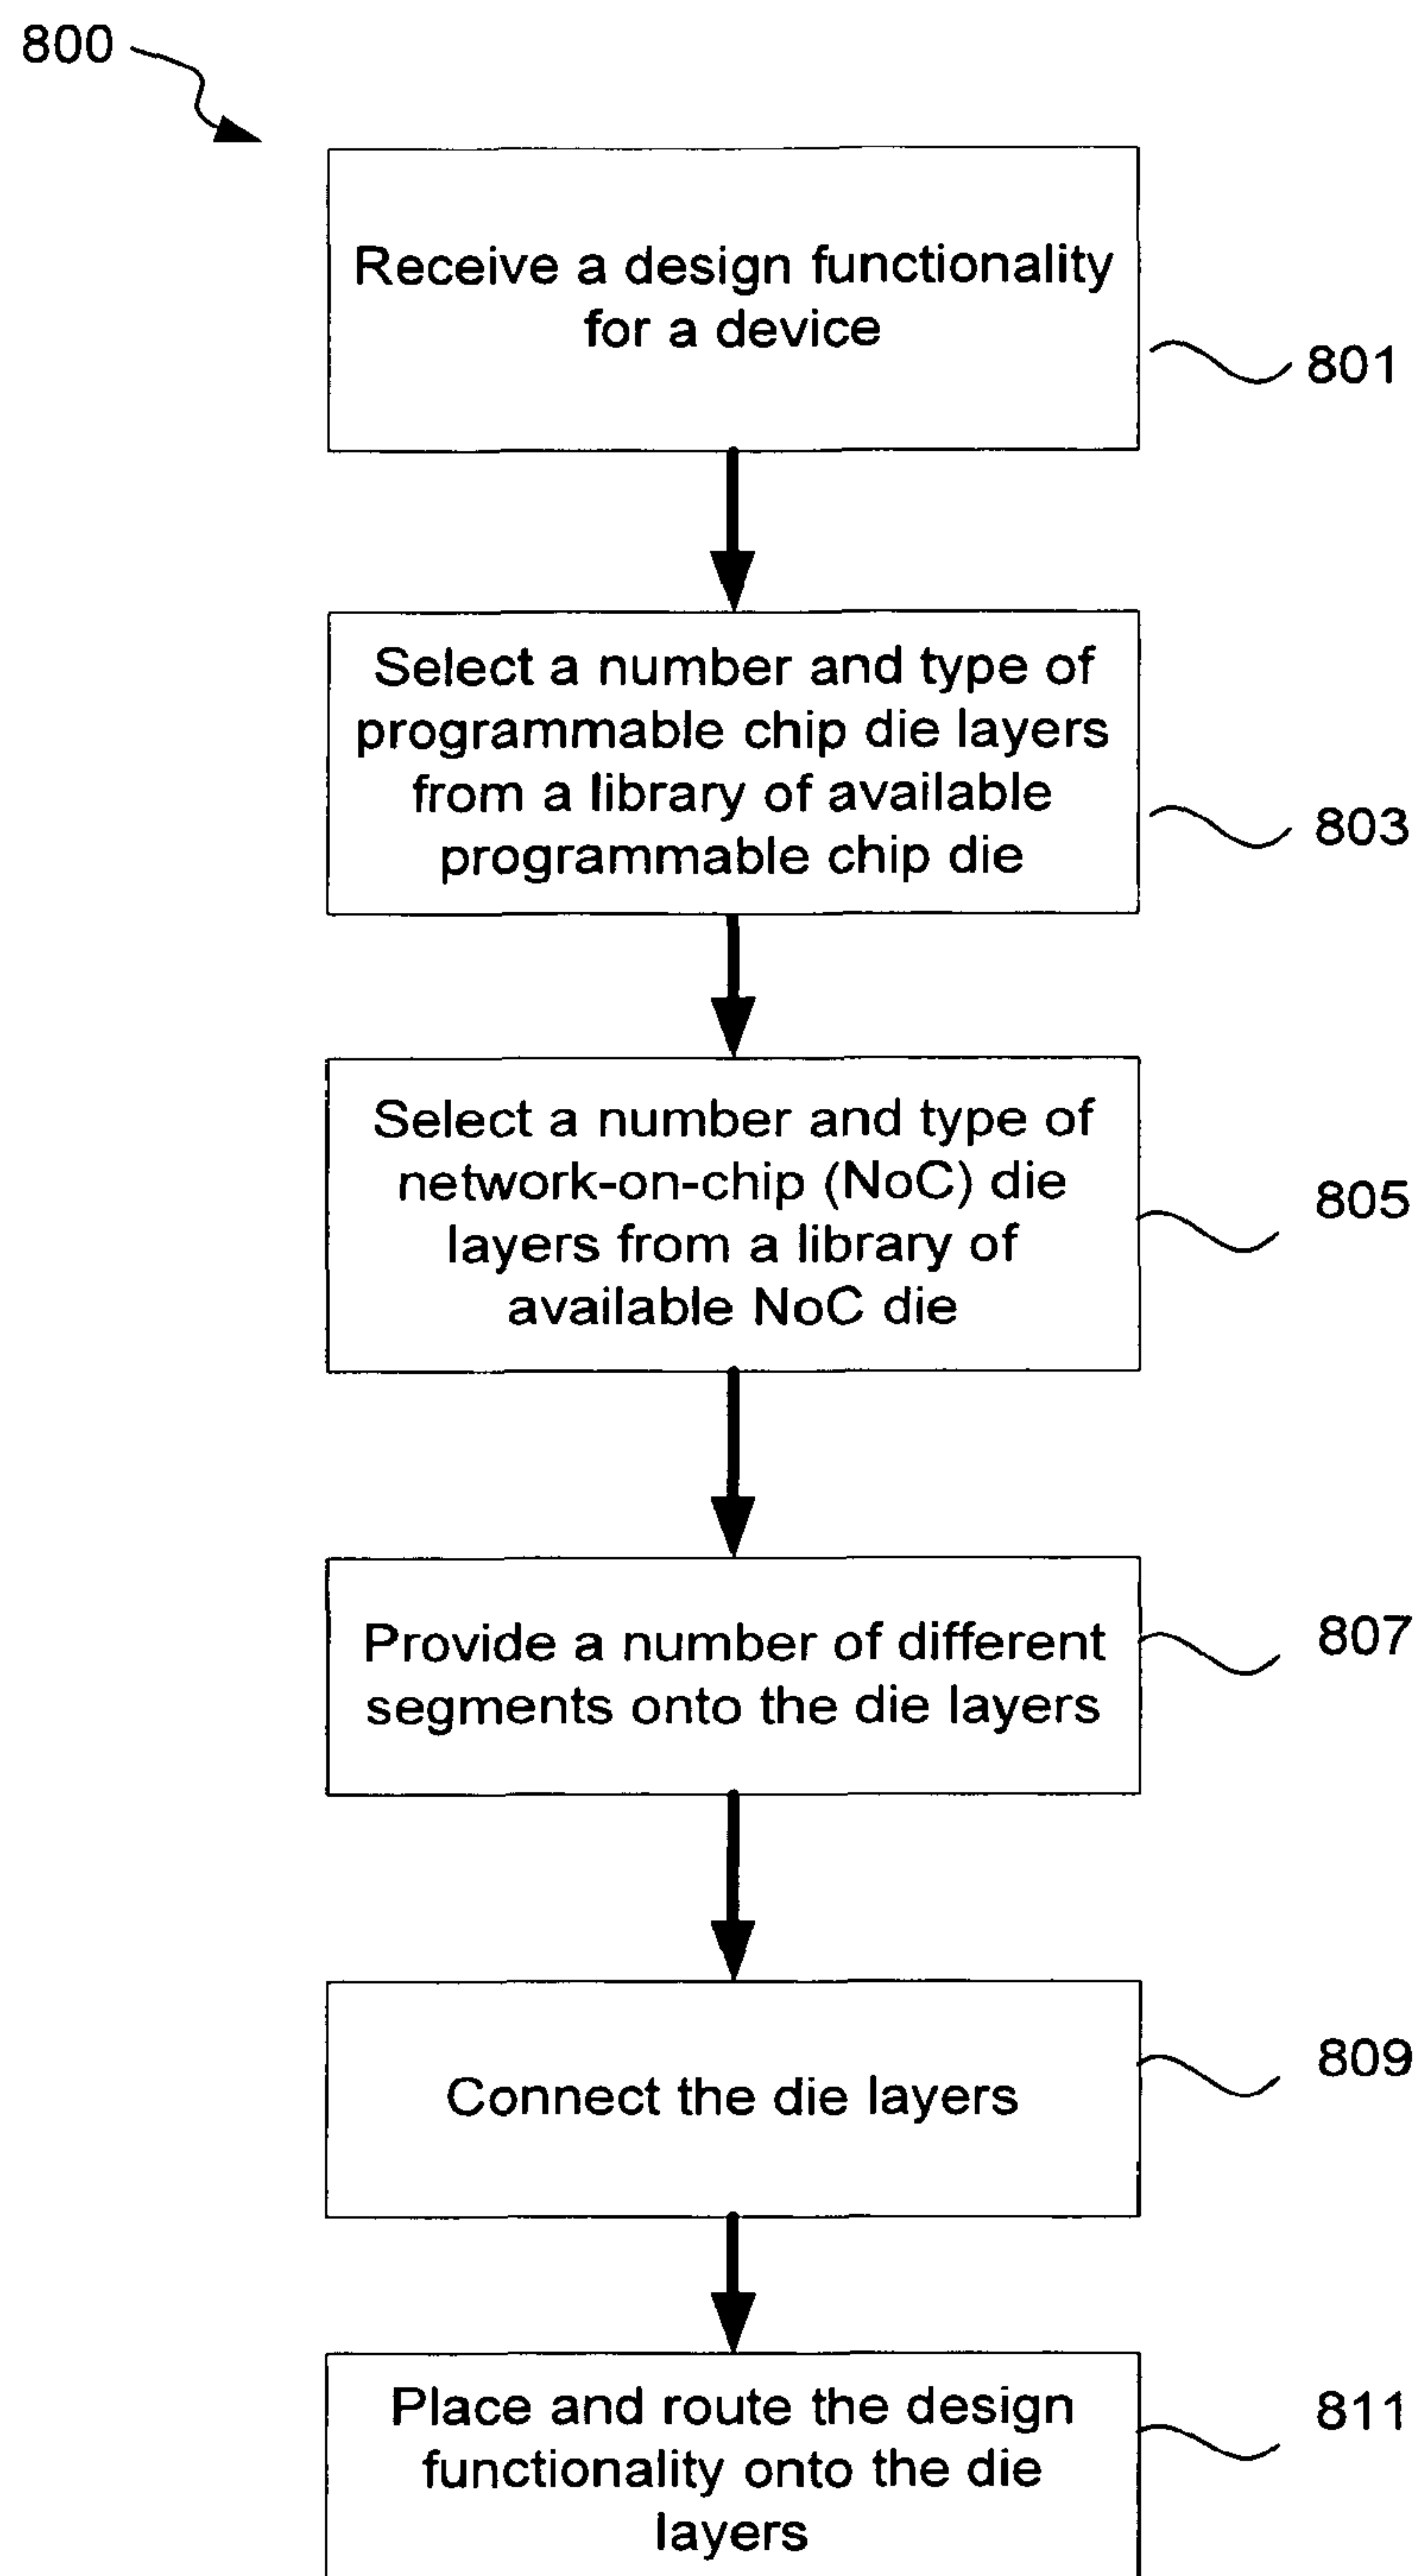 800
Receive a design functionality
for a device
801
Select a number and type of
programmable chip die layers
from a library of available
programmable chip die
803
Select a number and type of
network-on-chip (NoC) die
layers from a library of
available NoC die
805
Provide a number of different
segments onto the die layers
807
Connect the die layers
809
Place and route the design
functionality onto the die
layers
811